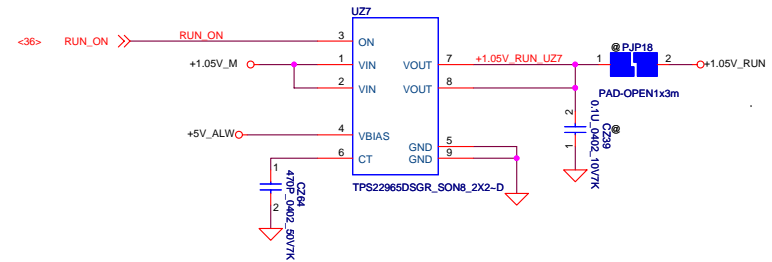 UZ7
<36> RUN_ON RUN_ON 3 ON
+1.05V_M 1 VIN VOUT 7 +1.05V_RUN_UZ7 1 @ PJP18 2 +1.05V_RUN
2 VIN VOUT 8
PAD-OPEN1x3m
+5V_ALW 4 VBIAS
GND 5
6 CT GND 9
TPS22965DSGR_SON8_2X2~D
1
CZ64
470P_0402_50V7K
2
2
@
CZ39
0.1U_0402_10V7K
1